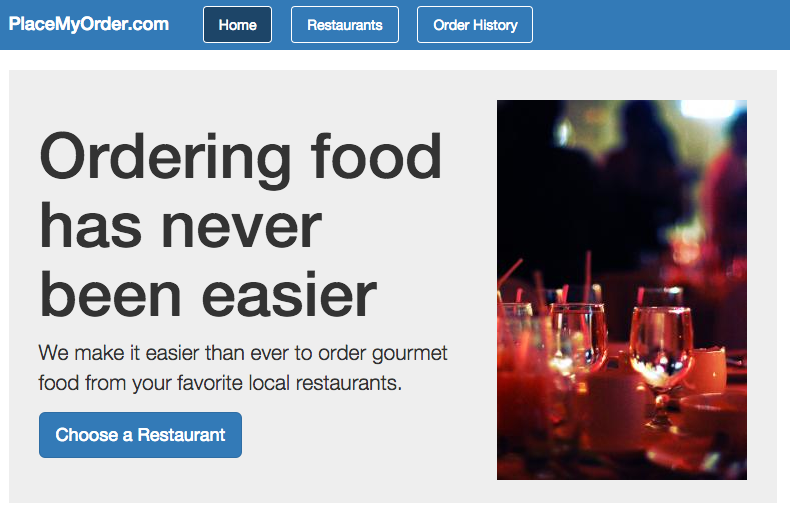 PlaceMyOrder.com Home Restaurants Order History
Ordering food
has never
been easier
We make it easier than ever to order gourmet
food from your favorite local restaurants.
Choose a Restaurant